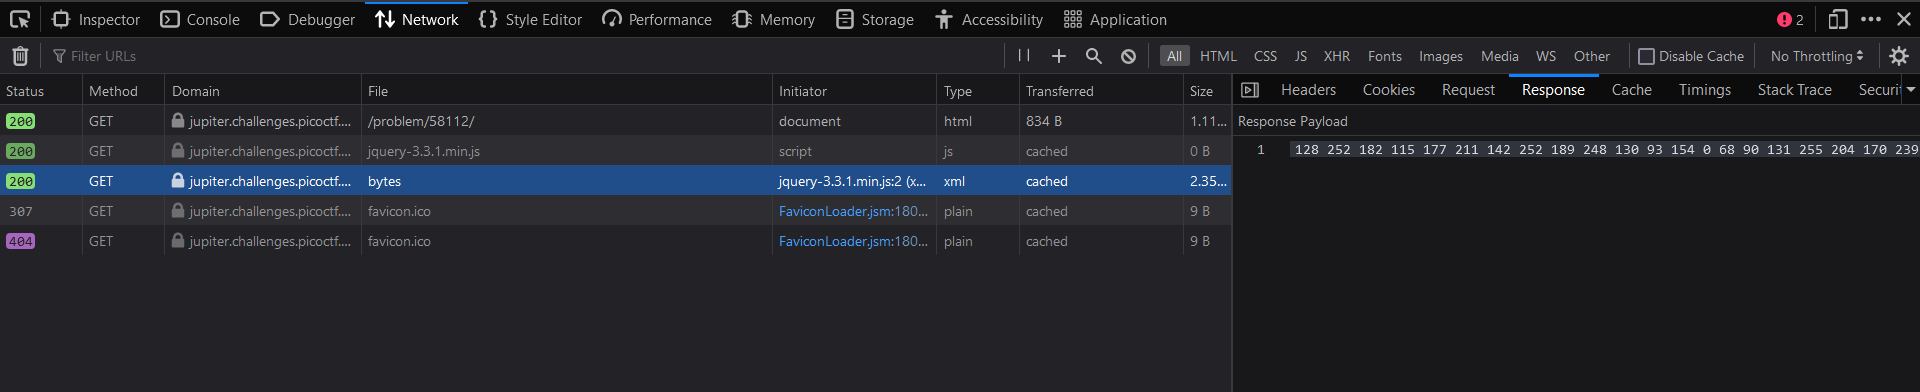 Inspector Console Debugger Network Style Editor Performance Memory Storage Accessibility Application 2
Filter URLs All HTML CSS JS XHR Fonts Images Media WS Other Disable Cache No Throttling
Status Method Domain File Initiator Type Transferred Size Headers Cookies Request Response Cache Timings Stack Trace Securit
200 GET jupiter.challenges.picoctf.... /problem/58112/ document html 834 B 1.11... Response Payload
200 GET jupiter.challenges.picoctf.... jquery-3.3.1.min.js script js cached 0 B 1 128 252 182 115 177 211 142 252 189 248 130 93 154 0 68 90 131 255 204 170 239
200 GET jupiter.challenges.picoctf.... bytes jquery-3.3.1.min.js:2 (x... xml cached 2.35...
307 GET jupiter.challenges.picoctf.... favicon.ico FaviconLoader.jsm:180... plain cached 9 B
404 GET jupiter.challenges.picoctf.... favicon.ico FaviconLoader.jsm:180... plain cached 9 B